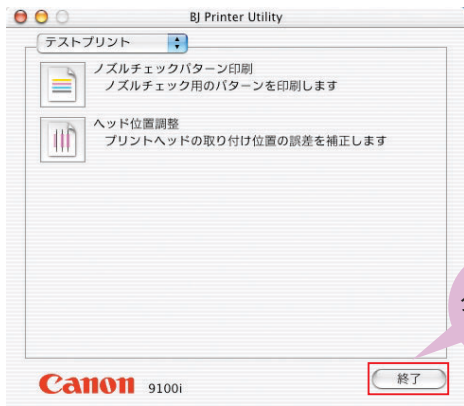 BJ Printer Utility
テストプリント
ノズルチェックパターン印刷
ノズルチェック用のパターンを印刷します
ヘッド位置調整
プリントヘッドの取り付け位置の誤差を補正します
Canon 9100i
終了